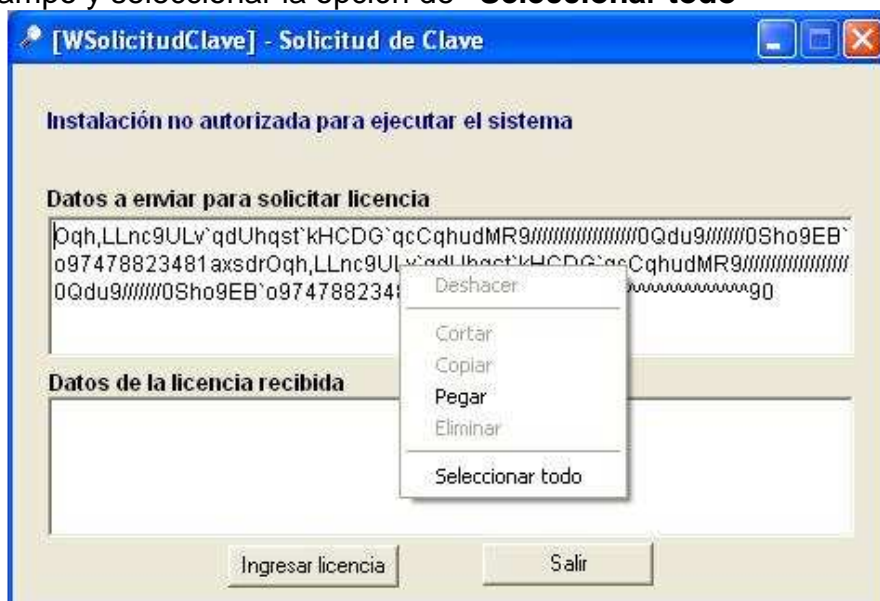 ampo y seleccionar la opción de "Seleccionar todo"
[WSolicitudClave] - Solicitud de Clave
Instalación no autorizada para ejecutar el sistema
Datos a enviar para solicitar licencia
Oqh,LLnc9ULv`qdUhqst`kHCDG`qcCqhudMR9///////////////////0Qdu9///////0Sho9EB`
o97478823481axsdrOqh,LLnc9ULv`qdUhqst`kHCDG`qcCqhudMR9///////////////////
0Qdu9///////0Sho9EB`o9747882348
90
Deshacer
Cortar
Copiar
Pegar
Eliminar
Seleccionar todo
Datos de la licencia recibida
Ingresar licencia
Salir